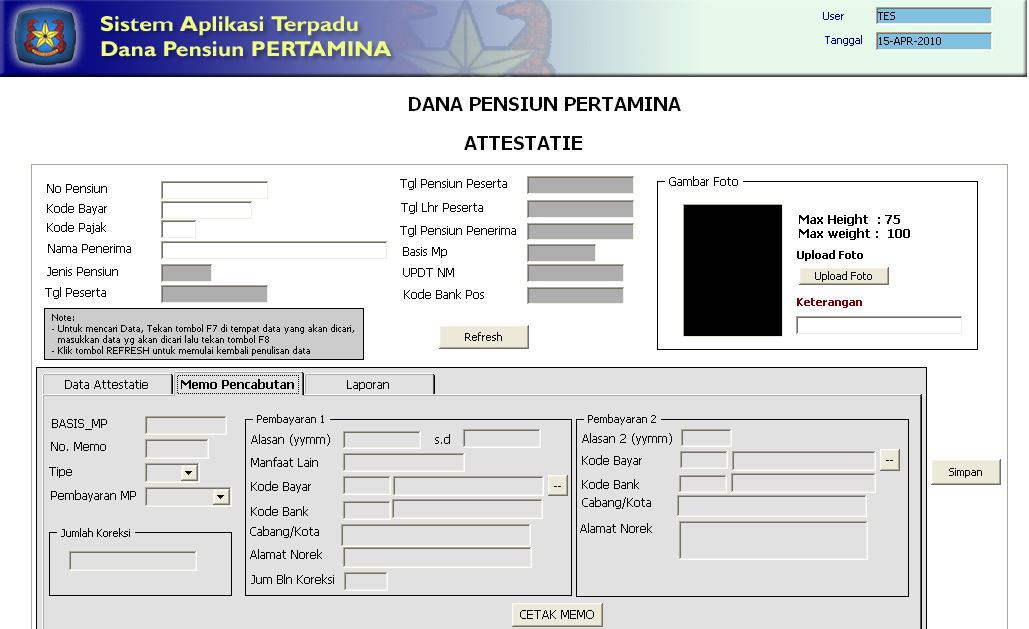 Sistem Aplikasi Terpadu
Dana Pensiun PERTAMINA
User TES
Tanggal 15-APR-2010
DANA PENSIUN PERTAMINA
ATTESTATIE
No Pensiun
Kode Bayar
Kode Pajak
Nama Penerima
Jenis Pensiun
Tgl Peserta
Tgl Pensiun Peserta
Tgl Lhr Peserta
Tgl Pensiun Penerima
Basis Mp
UPDT NM
Kode Bank Pos
Gambar Foto
Max Height : 75
Max weight : 100
Upload Foto
Upload Foto
Keterangan
Note:
- Untuk mencari Data, Tekan tombol F7 di tempat data yang akan dicari,
masukkan data yg akan dicari lalu tekan tombol F8
- Klik tombol REFRESH untuk memulai kembali penulisan data
Refresh
Data Attestatie Memo Pencabutan Laporan
BASIS_MP
No. Memo
Tipe
Pembayaran MP
Jumlah Koreksi
Pembayaran 1
Alasan (yymm) s.d
Manfaat Lain
Kode Bayar --
Kode Bank
Cabang/Kota
Alamat Norek
Jum Bln Koreksi
Pembayaran 2
Alasan 2 (yymm)
Kode Bayar --
Kode Bank
Cabang/Kota
Alamat Norek
Simpan
CETAK MEMO